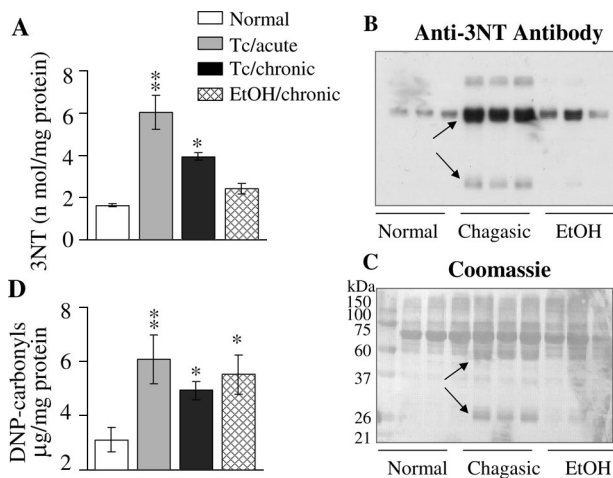 A
Normal
Tc/acute
Tc/chronic
EtOH/chronic
3NT (n mol/mg protein)
8
6
4
2
0
**
*
B
Anti-3NT Antibody
Normal Chagasic EtOH
C
Coomassie
kDa
150
100
75
60
37
26
21
Normal Chagasic EtOH
D
DNP-carbonyls
µg/mg protein
8
6
4
2
**
*
*